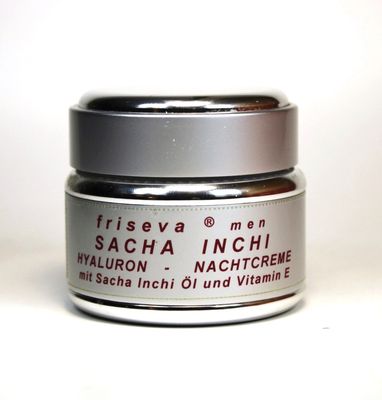 friseva ® men
SACHA INCHI
HYALURON - NACHTCREME
mit Sacha Inchi Öl und Vitamin E